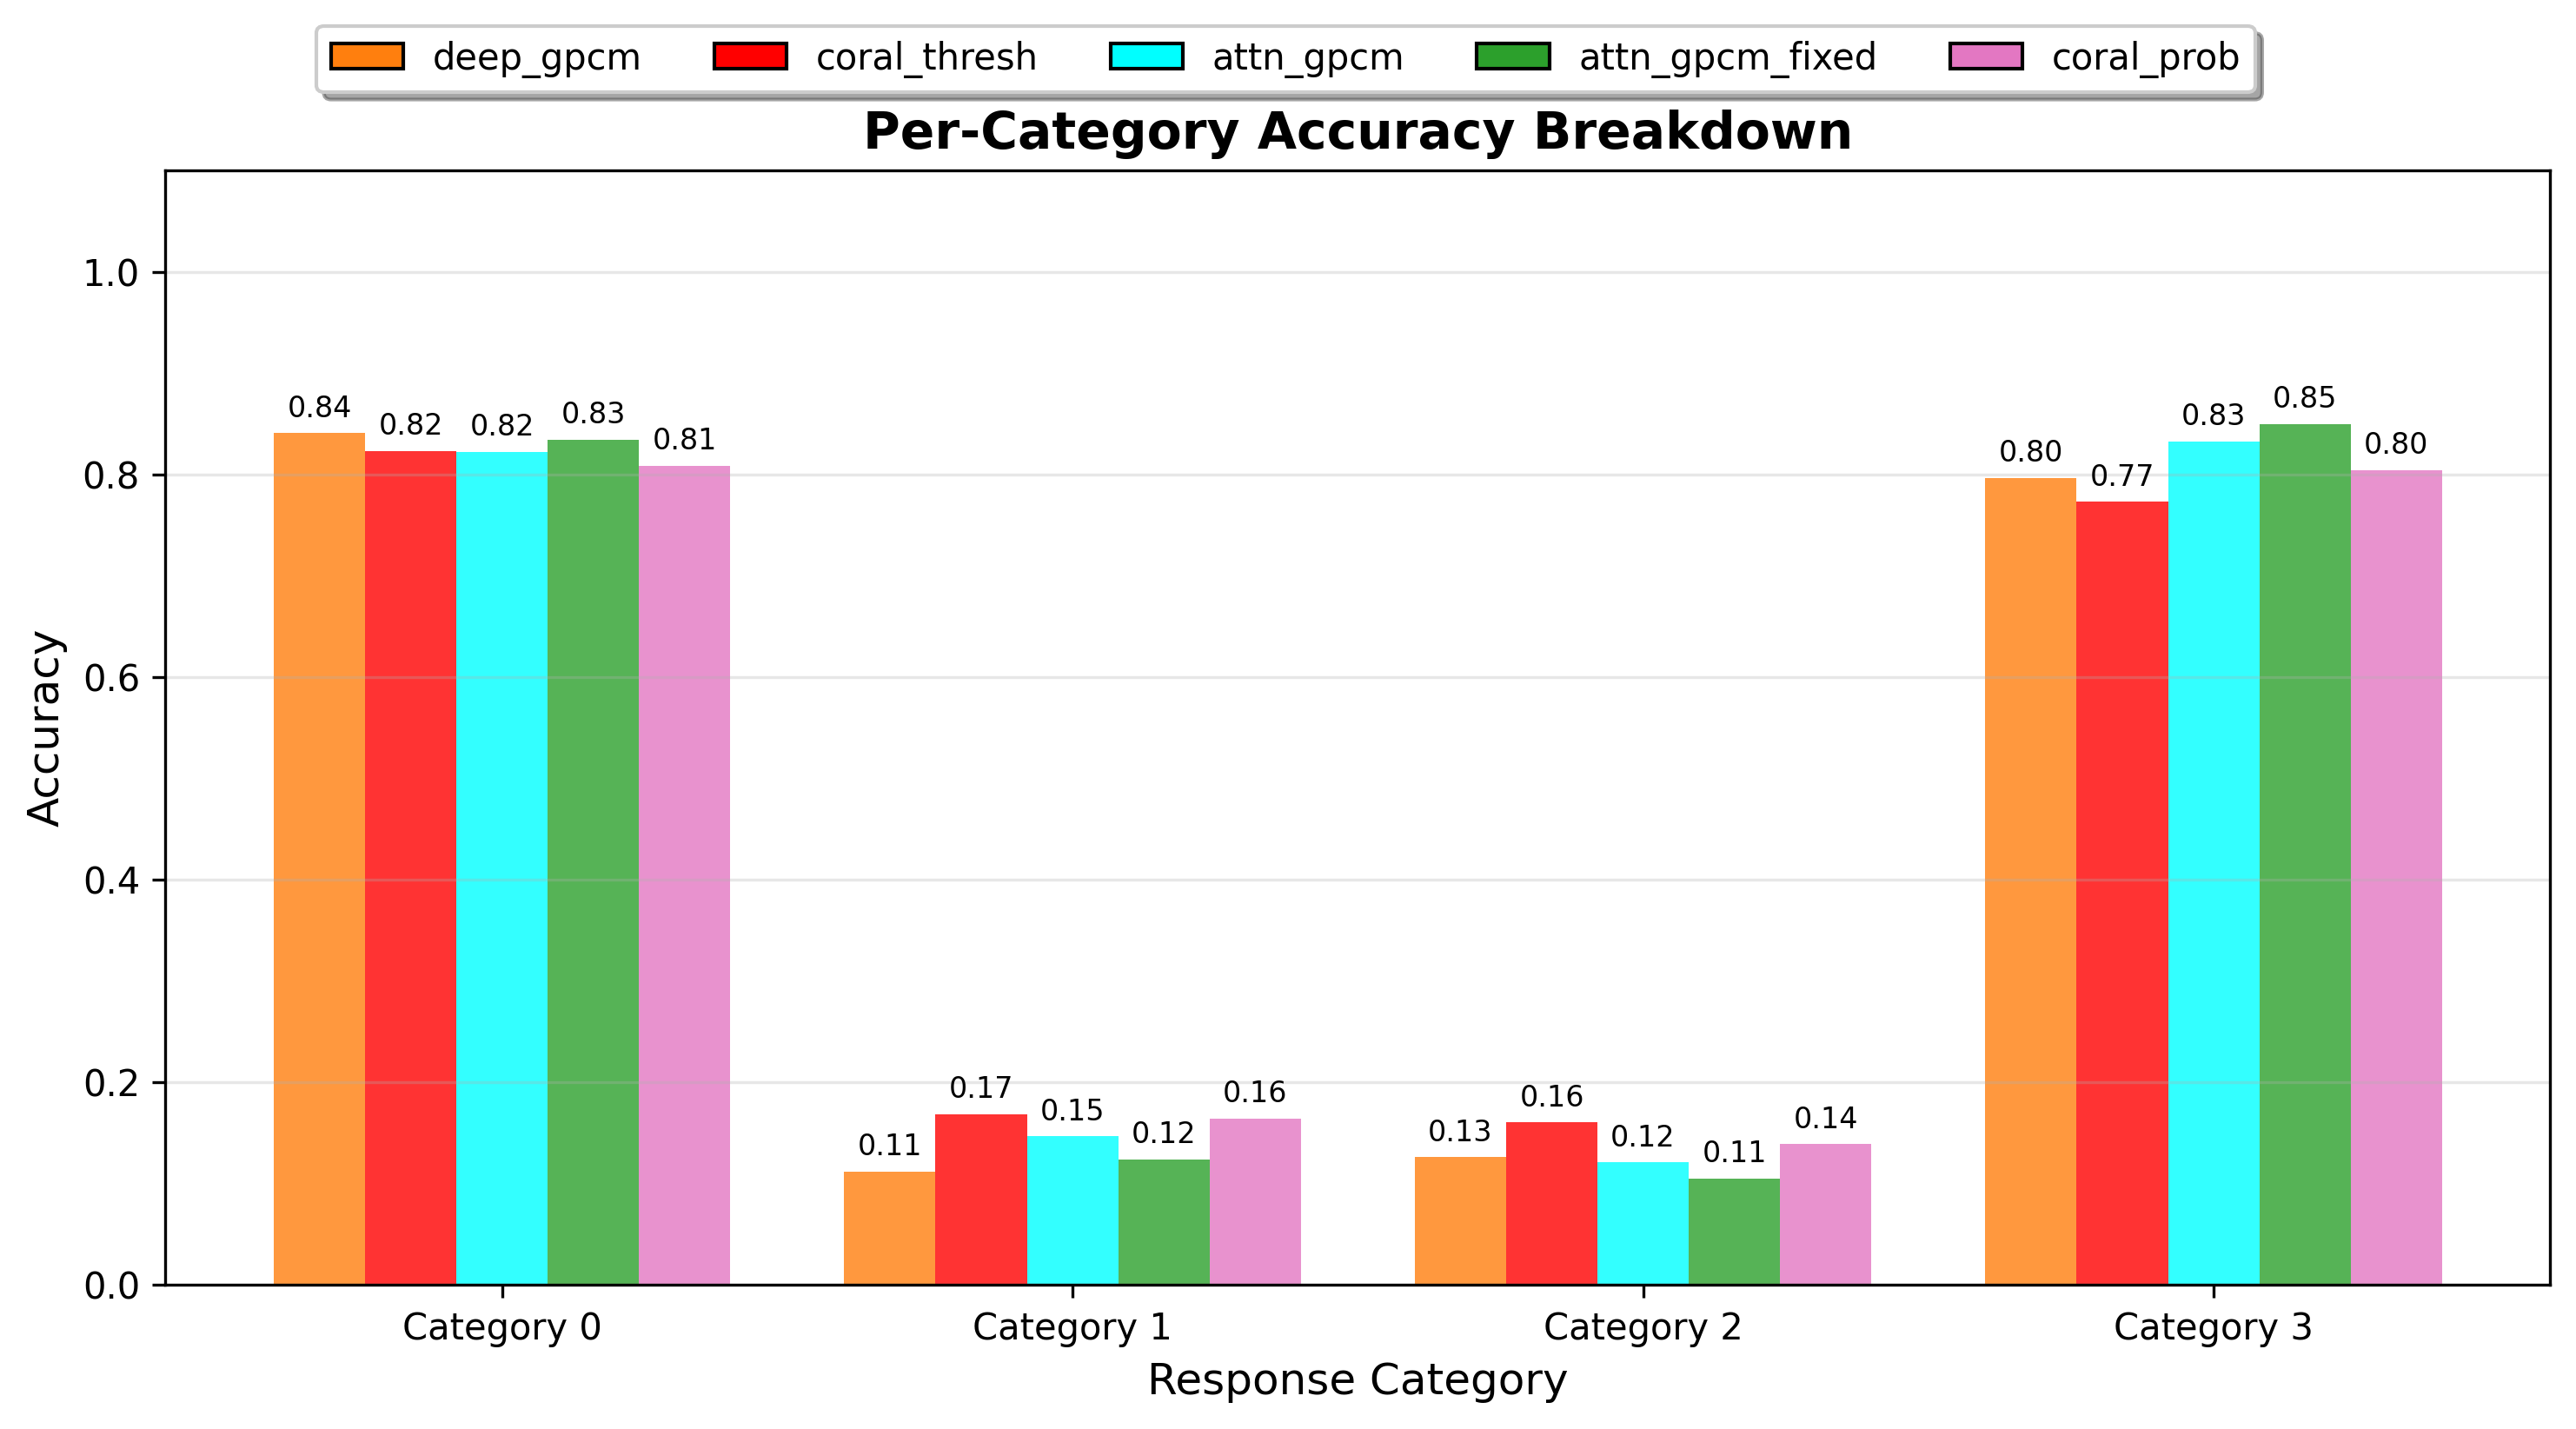 deep_gpcm coral_thresh attn_gpcm attn_gpcm_fixed coral_prob
Per-Category Accuracy Breakdown
Accuracy
1.0
0.8
0.6
0.4
0.2
0.0
0.84 0.82 0.82 0.83 0.81
0.11 0.17 0.15 0.12 0.16
0.13 0.16 0.12 0.11 0.14
0.80 0.77 0.83 0.85 0.80
Category 0 Category 1 Category 2 Category 3
Response Category